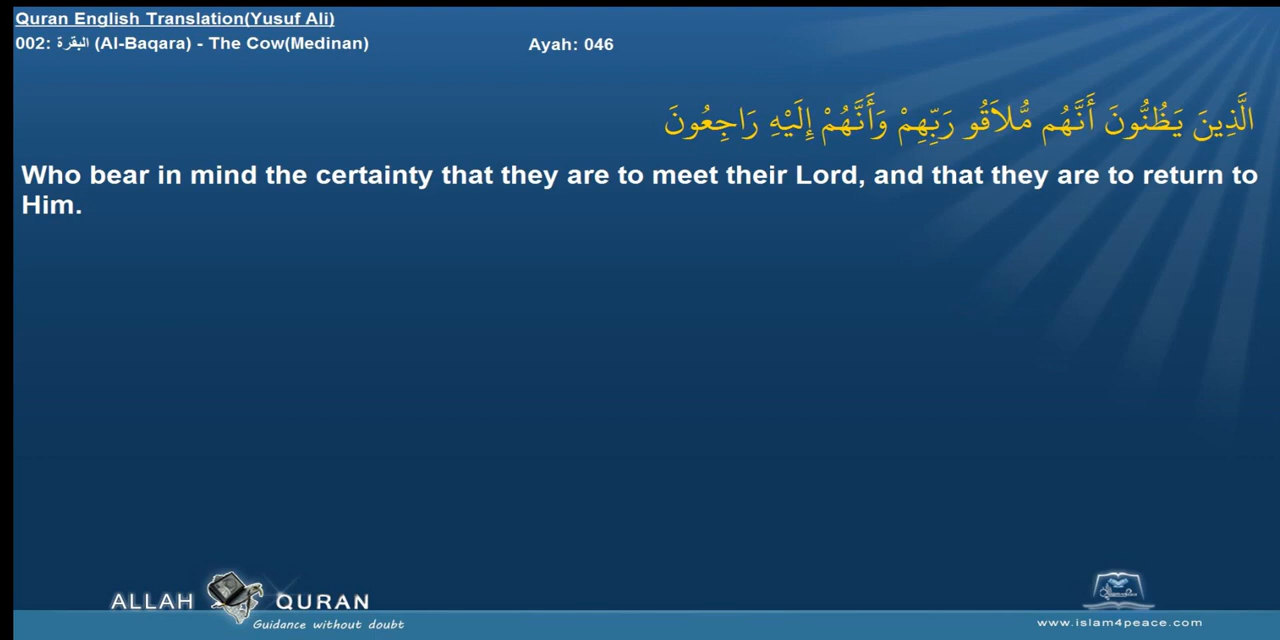 Quran English Translation(Yusuf Ali)
002: البقرة (Al-Baqara) - The Cow(Medinan)
Ayah: 046
الَّذِينَ يَظُنُّونَ أَنَّهُم مُّلاَقُو رَبِّهِمْ وَأَنَّهُمْ إِلَيْهِ رَاجِعُونَ
Who bear in mind the certainty that they are to meet their Lord, and that they are to return to
Him.
ALLAH QURAN
Guidance without doubt
www.islam4peace.com